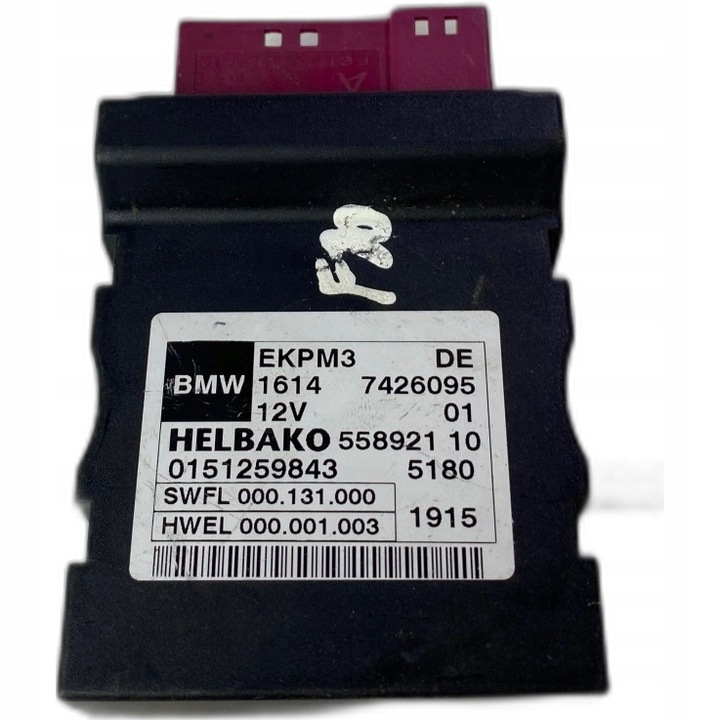 A
BMW
EKPM3 DE
1614 7426095
12V 01
HELBAKO 558921 10
0151259843 5180
SWFL 000.131.000
HWEL 000.001.003
1915